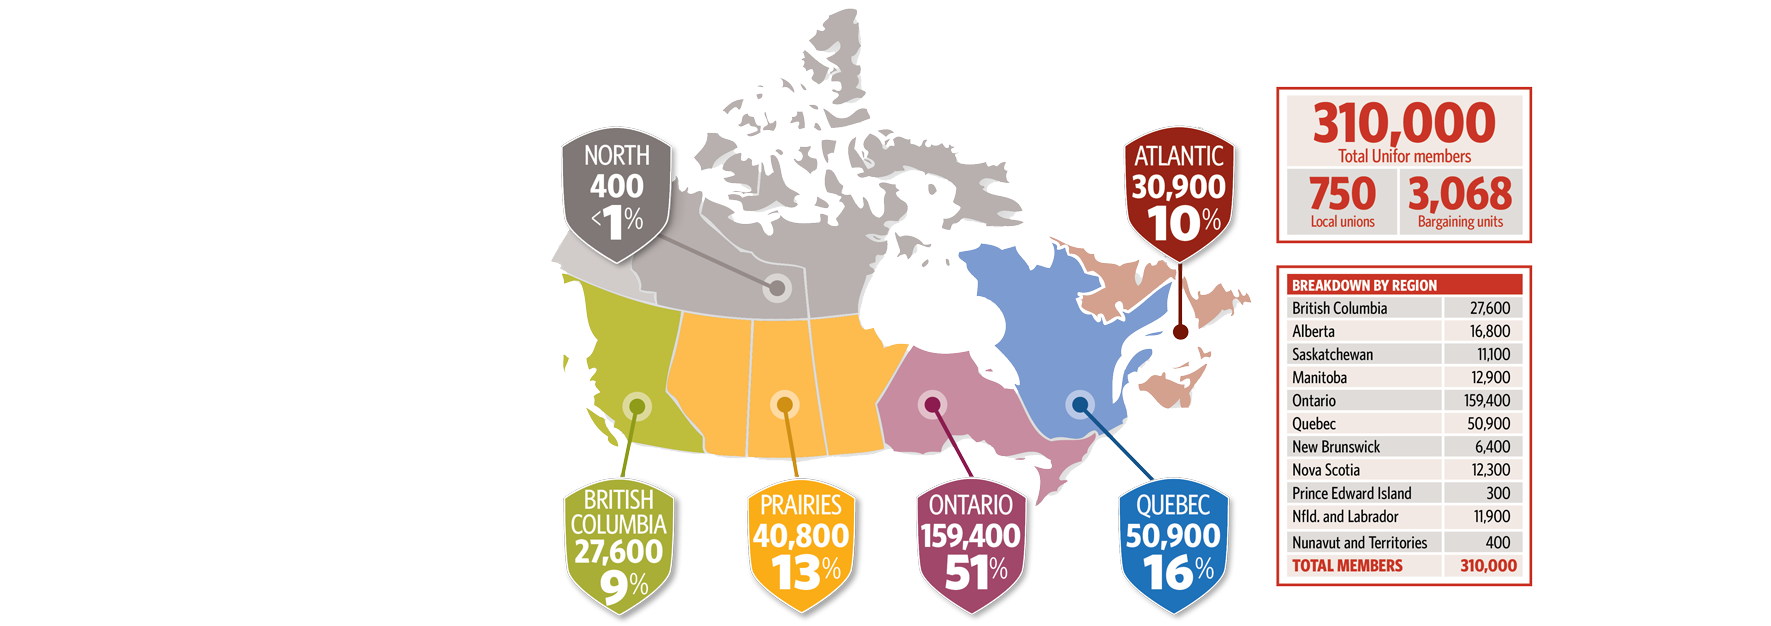 NORTH
400
<1%
ATLANTIC
30,900
10%
BRITISH
COLUMBIA
27,600
9%
PRAIRIES
40,800
13%
ONTARIO
159,400
51%
QUEBEC
50,900
16%
310,000
Total Unifor members
750
Local unions
3,068
Bargaining units
BREAKDOWN BY REGION
British Columbia 27,600
Alberta 16,800
Saskatchewan 11,100
Manitoba 12,900
Ontario 159,400
Quebec 50,900
New Brunswick 6,400
Nova Scotia 12,300
Prince Edward Island 300
Nfld. and Labrador 11,900
Nunavut and Territories 400
TOTAL MEMBERS 310,000